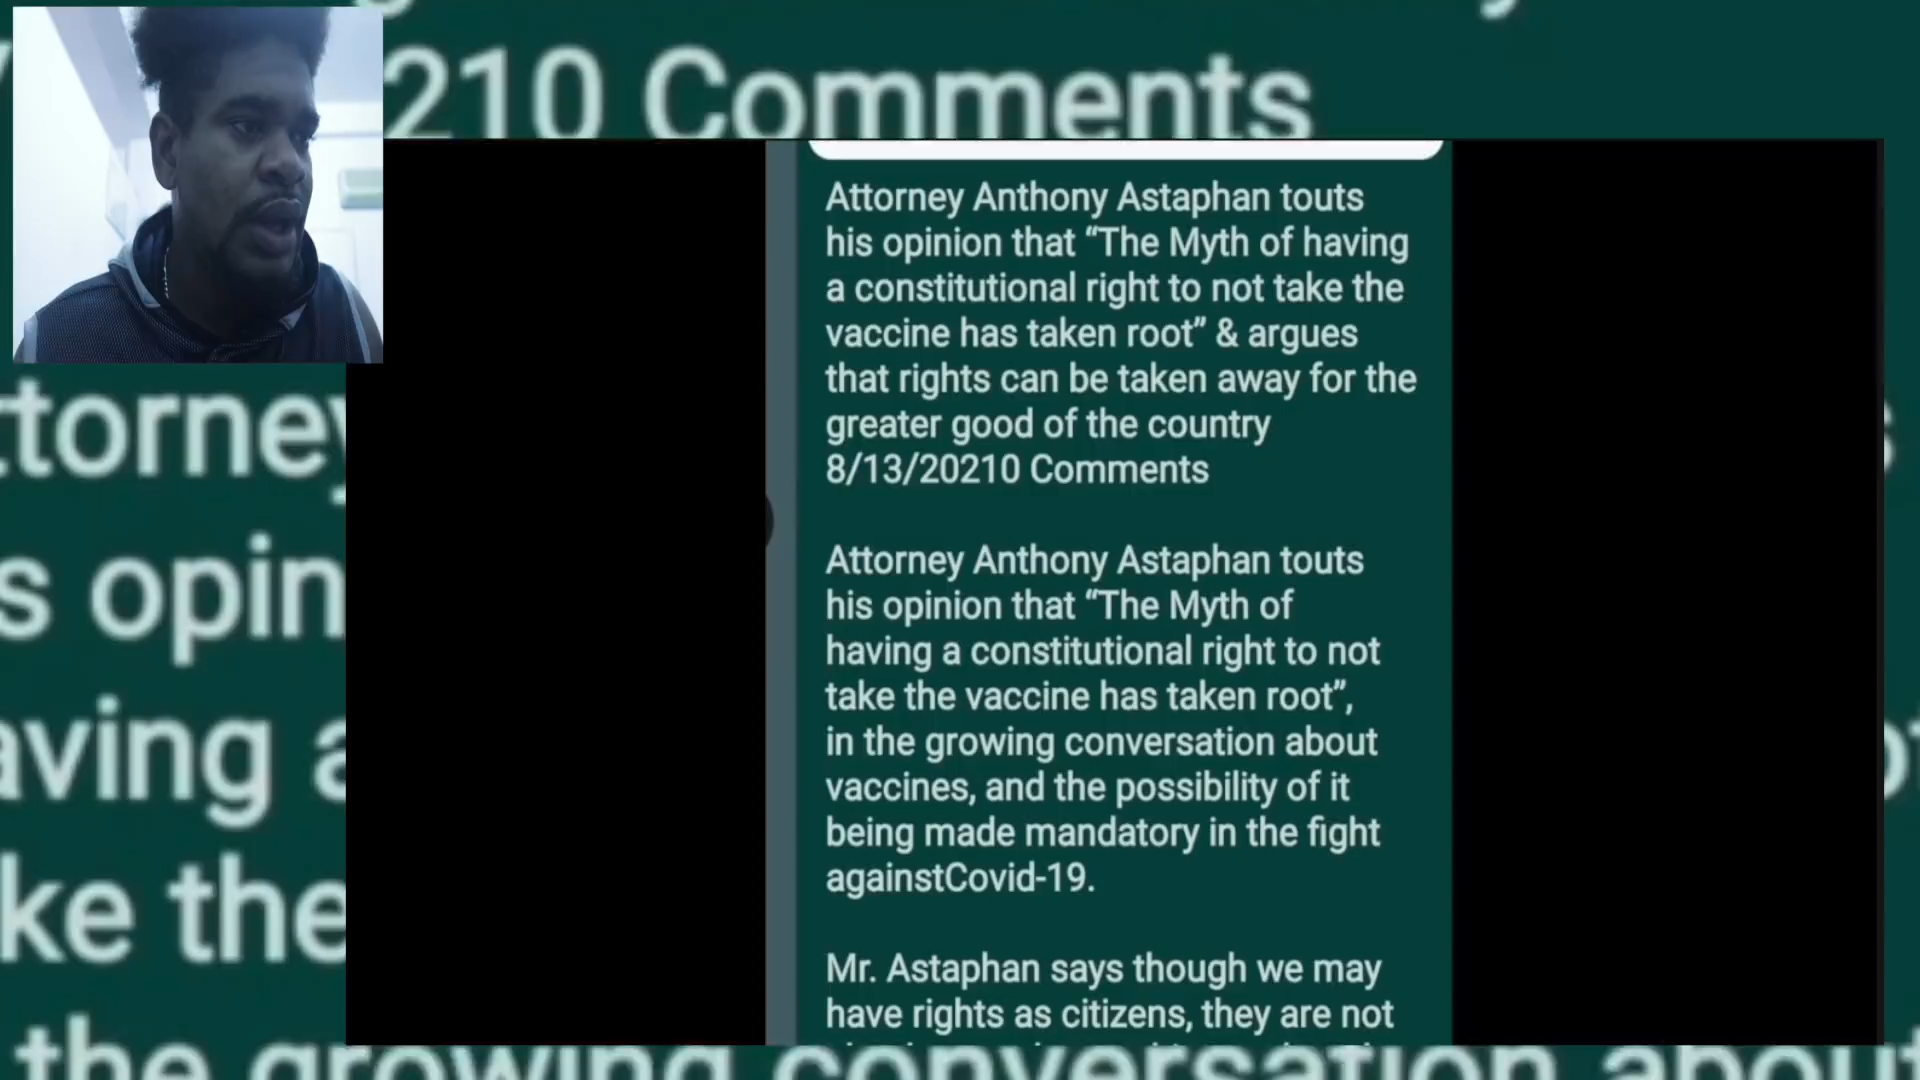 210 Comments
Attorney Anthony Astaphan touts
his opinion that “The Myth of having
a constitutional right to not take the
vaccine has taken root” & argues
that rights can be taken away for the
greater good of the country
8/13/20210 Comments
Attorney Anthony Astaphan touts
his opinion that “The Myth of
having a constitutional right to not
take the vaccine has taken root”,
in the growing conversation about
vaccines, and the possibility of it
being made mandatory in the fight
againstCovid-19.
Mr. Astaphan says though we may
have rights as citizens, they are not
ttorney
s opin
aving a
ke the
the growing conversation about